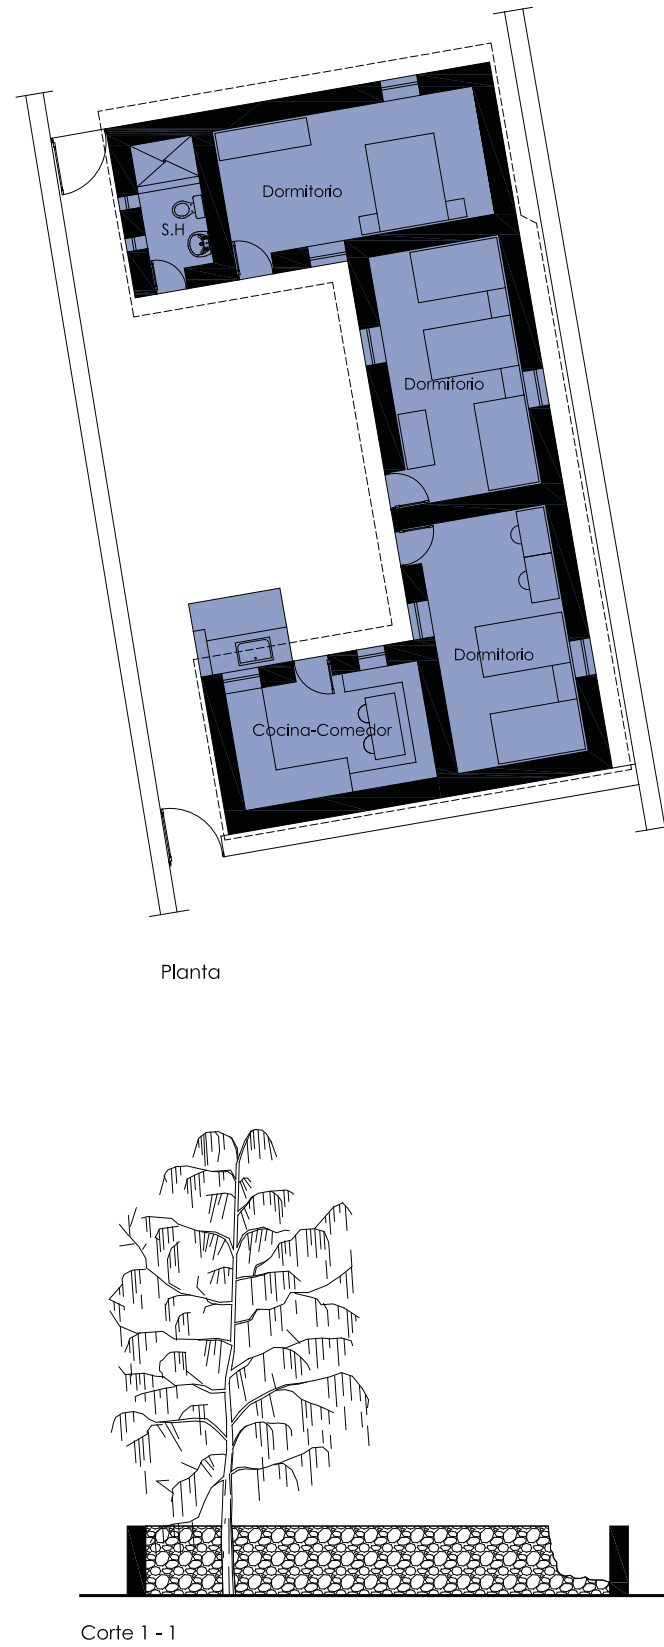 Dormitorio
S.H
Dormitorio
Dormitorio
Cocina-Comedor
Planta
Corte 1 - 1